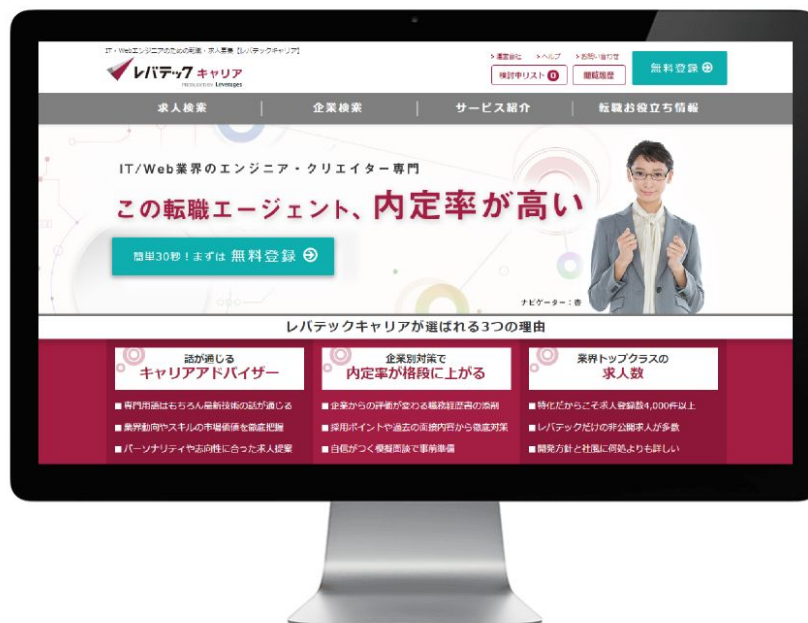 IT・Webエンジニアのための転職・求人募集【レバテックキャリア】
レバテック キャリア
Produced by Leverages
> 運営会社 > ヘルプ > お問い合わせ
検討中リスト 0
閲覧履歴
無料登録
求人検索
企業検索
サービス紹介
転職お役立ち情報
IT/Web業界のエンジニア・クリエイター専門
この転職エージェント、内定率が高い
簡単30秒！まずは 無料登録
ナビゲーター：杏
レバテックキャリアが選ばれる3つの理由
話が通じる
キャリアアドバイザー
■専門用語はもちろん最新技術の話が通じる
■業界動向やスキルの市場価値を徹底把握
■パーソナリティや志向性に合った求人提案
企業別対策で
内定率が格段に上がる
■企業からの評価が変わる職務経歴書の添削
■採用ポイントや過去の面接内容から徹底対策
■自信がつく模擬面談で事前準備
業界トップクラスの
求人数
■特化だからこそ求人登録数4,000件以上
■レバテックだけの非公開求人が多数
■開発方針と社風に何処よりも詳しい